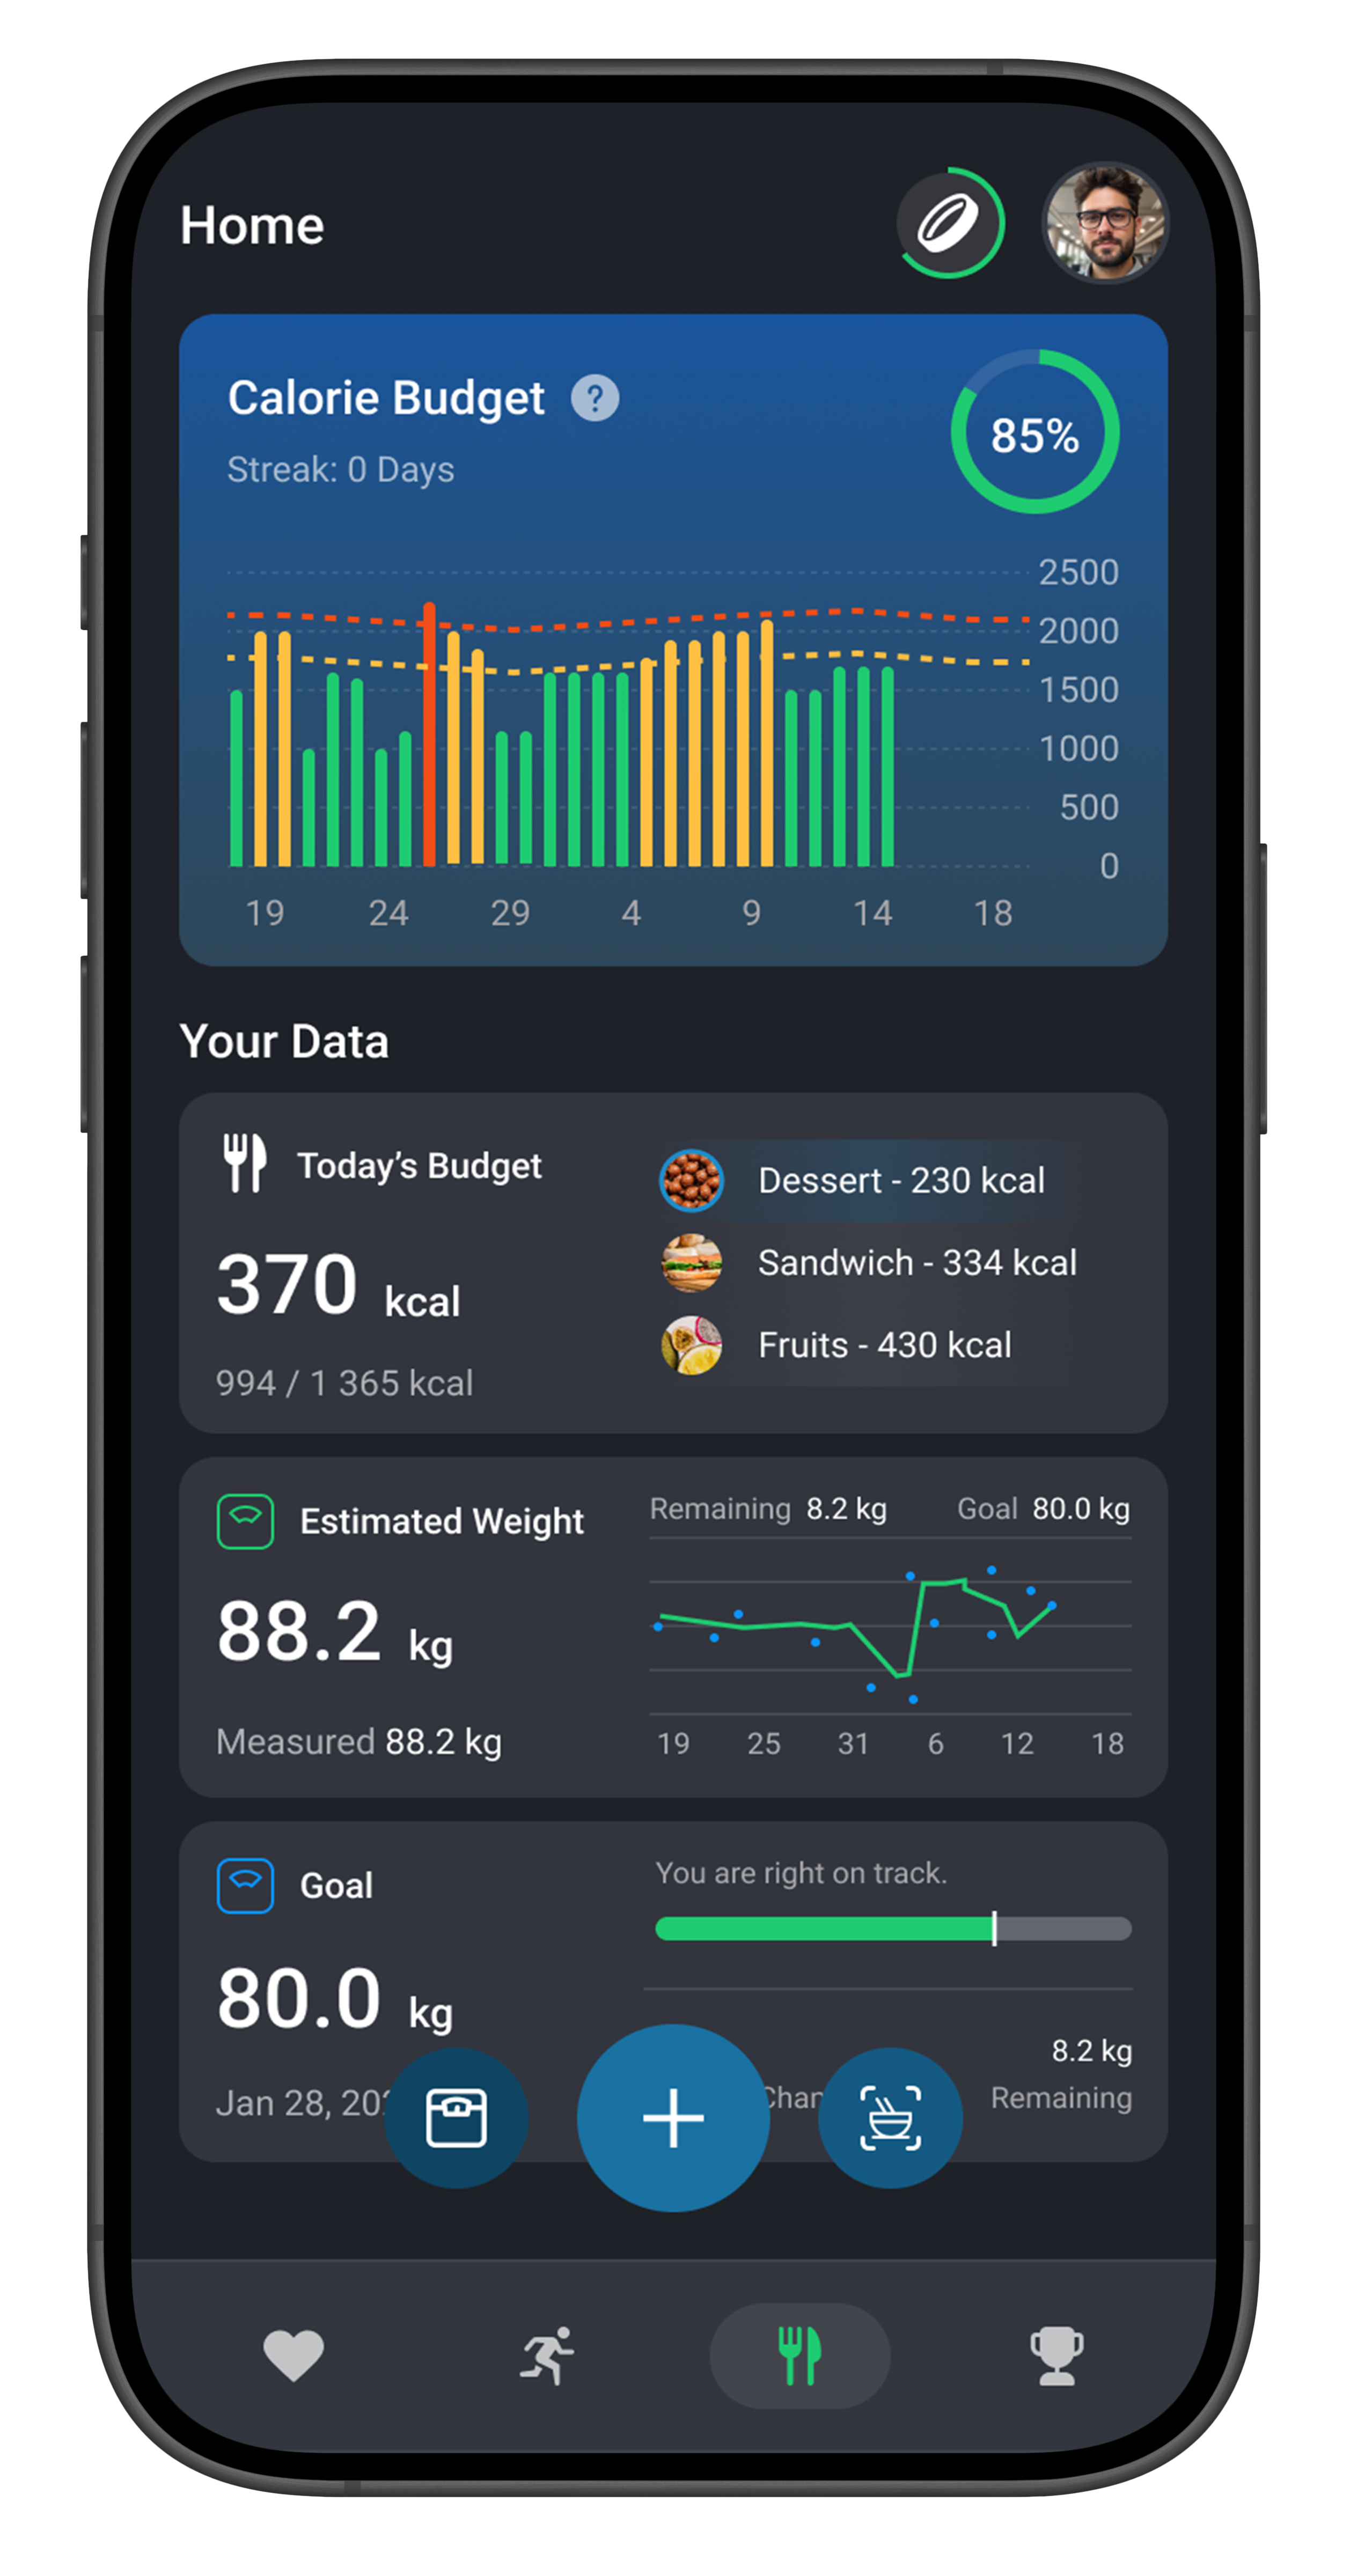 Home
Calorie Budget ?
Streak: 0 Days
85%
2500
2000
1500
1000
500
0
19 24 29 4 9 14 18
Your Data
Today’s Budget
370 kcal
994 / 1 365 kcal
Dessert - 230 kcal
Sandwich - 334 kcal
Fruits - 430 kcal
Estimated Weight
88.2 kg
Measured 88.2 kg
Remaining 8.2 kg Goal 80.0 kg
19 25 31 6 12 18
Goal
80.0 kg
Jan 28,
You are right on track.
8.2 kg
Remaining